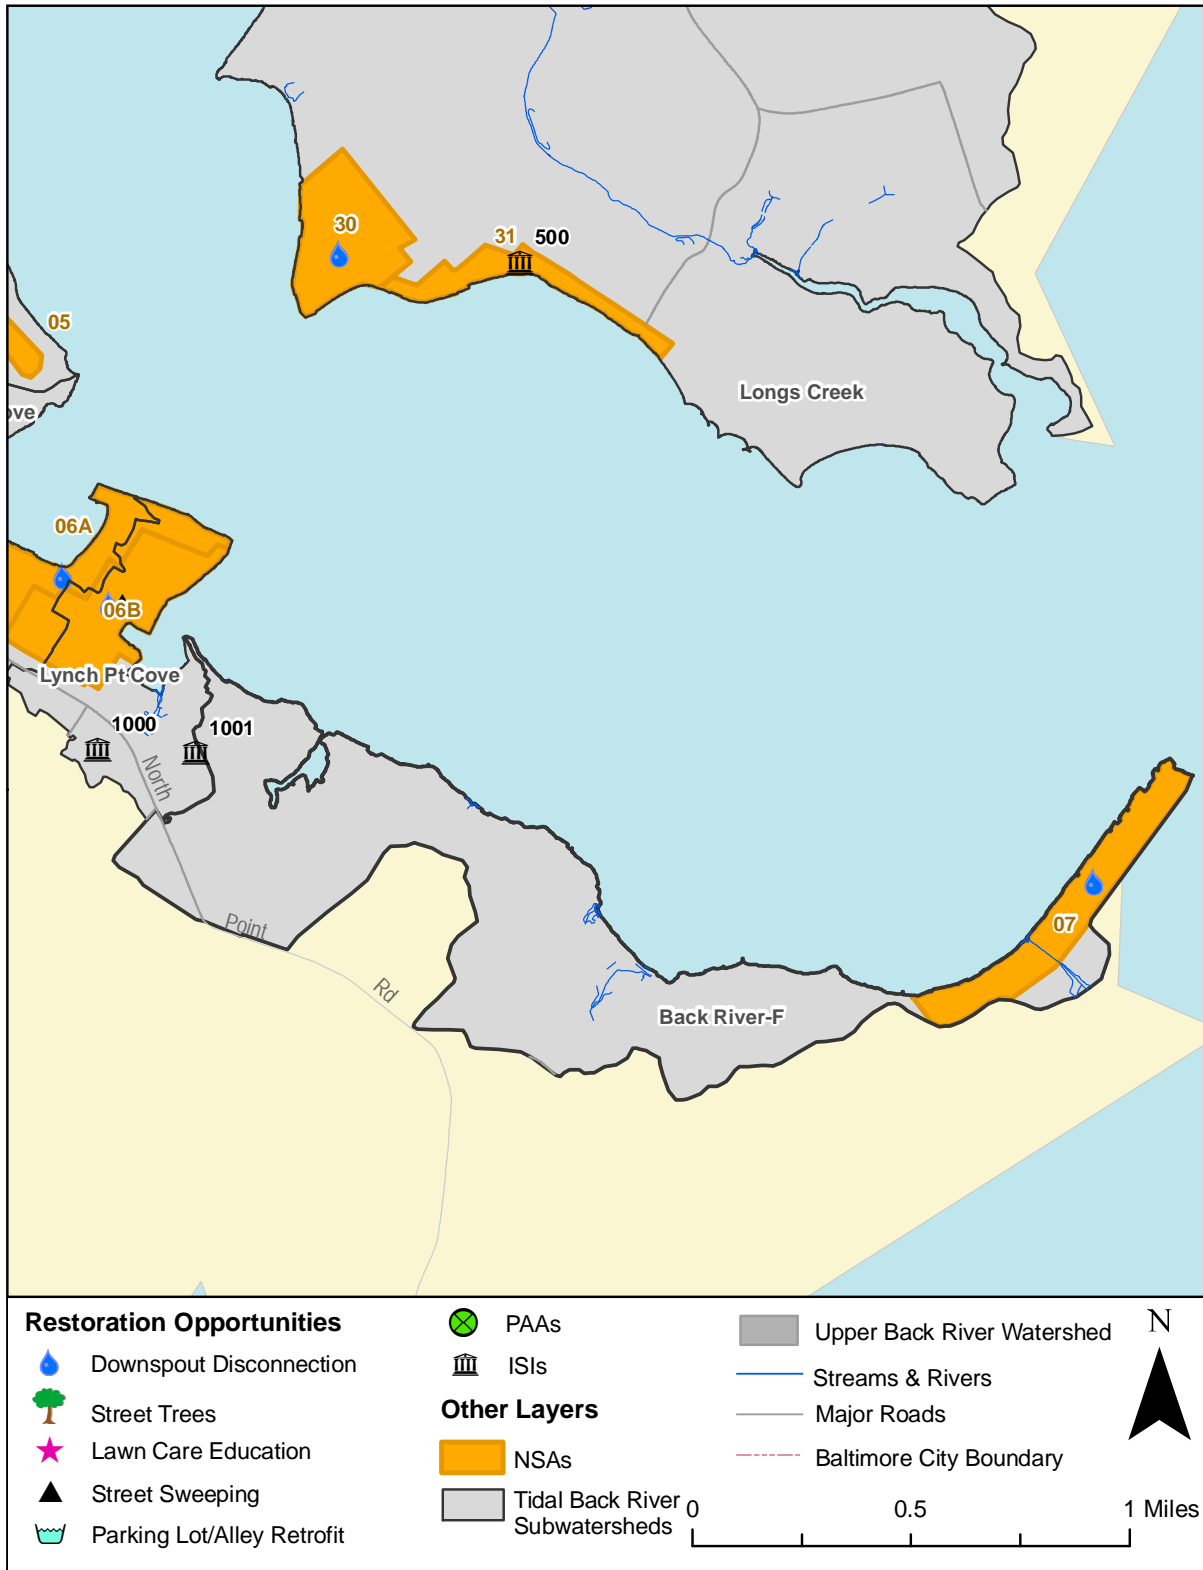 30
31
500
05
ove
Longs Creek
06A
06B
Lynch Pt Cove
1000
1001
North
Point
Rd
07
Back River-F
Restoration Opportunities
Downspout Disconnection
Street Trees
Lawn Care Education
Street Sweeping
Parking Lot/Alley Retrofit
PAAs
ISIs
Other Layers
NSAs
Tidal Back River
Subwatersheds
Upper Back River Watershed
Streams & Rivers
Major Roads
Baltimore City Boundary
N
0 0.5 1 Miles